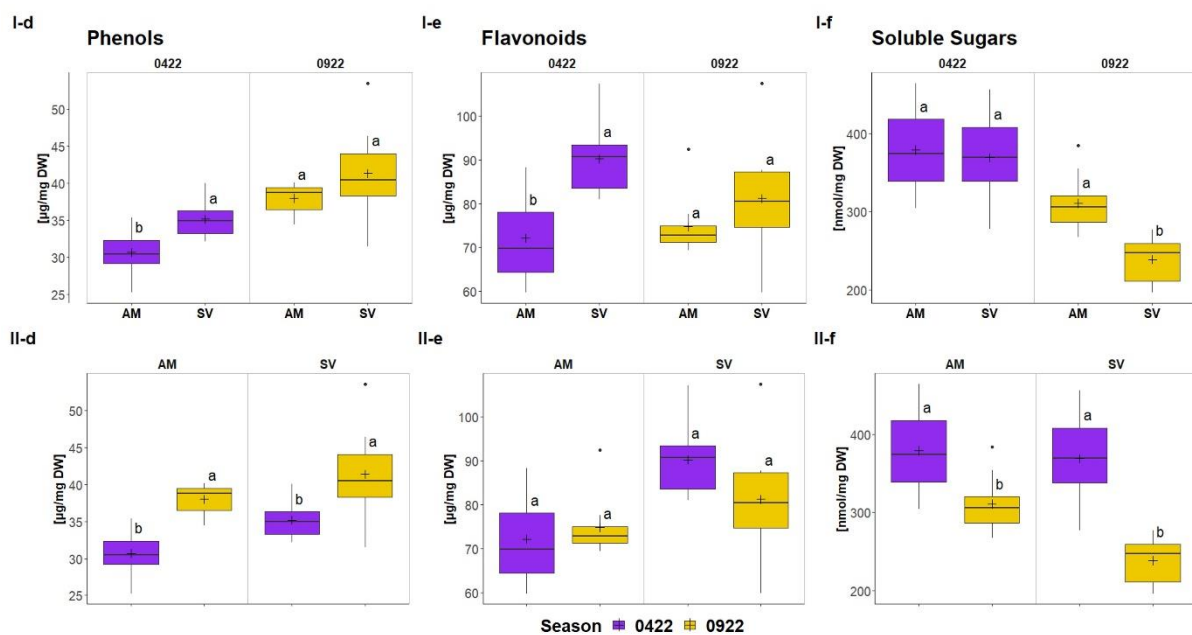 I-d
Phenols
0422 0922
[µg/mg DW]
50
45
40
35
30
25
b a a a
AM SV AM SV
I-e
Flavonoids
0422 0922
[µg/mg DW]
100
90
80
70
60
b a a a
AM SV AM SV
I-f
Soluble Sugars
0422 0922
[nmol/mg DW]
400
300
200
a a a b
AM SV AM SV
II-d
AM SV
[µg/mg DW]
50
45
40
35
30
25
b a b a
II-e
AM SV
[µg/mg DW]
100
90
80
70
60
a a a a
II-f
AM SV
[nmol/mg DW]
400
300
200
a b a b
Season 0422 0922